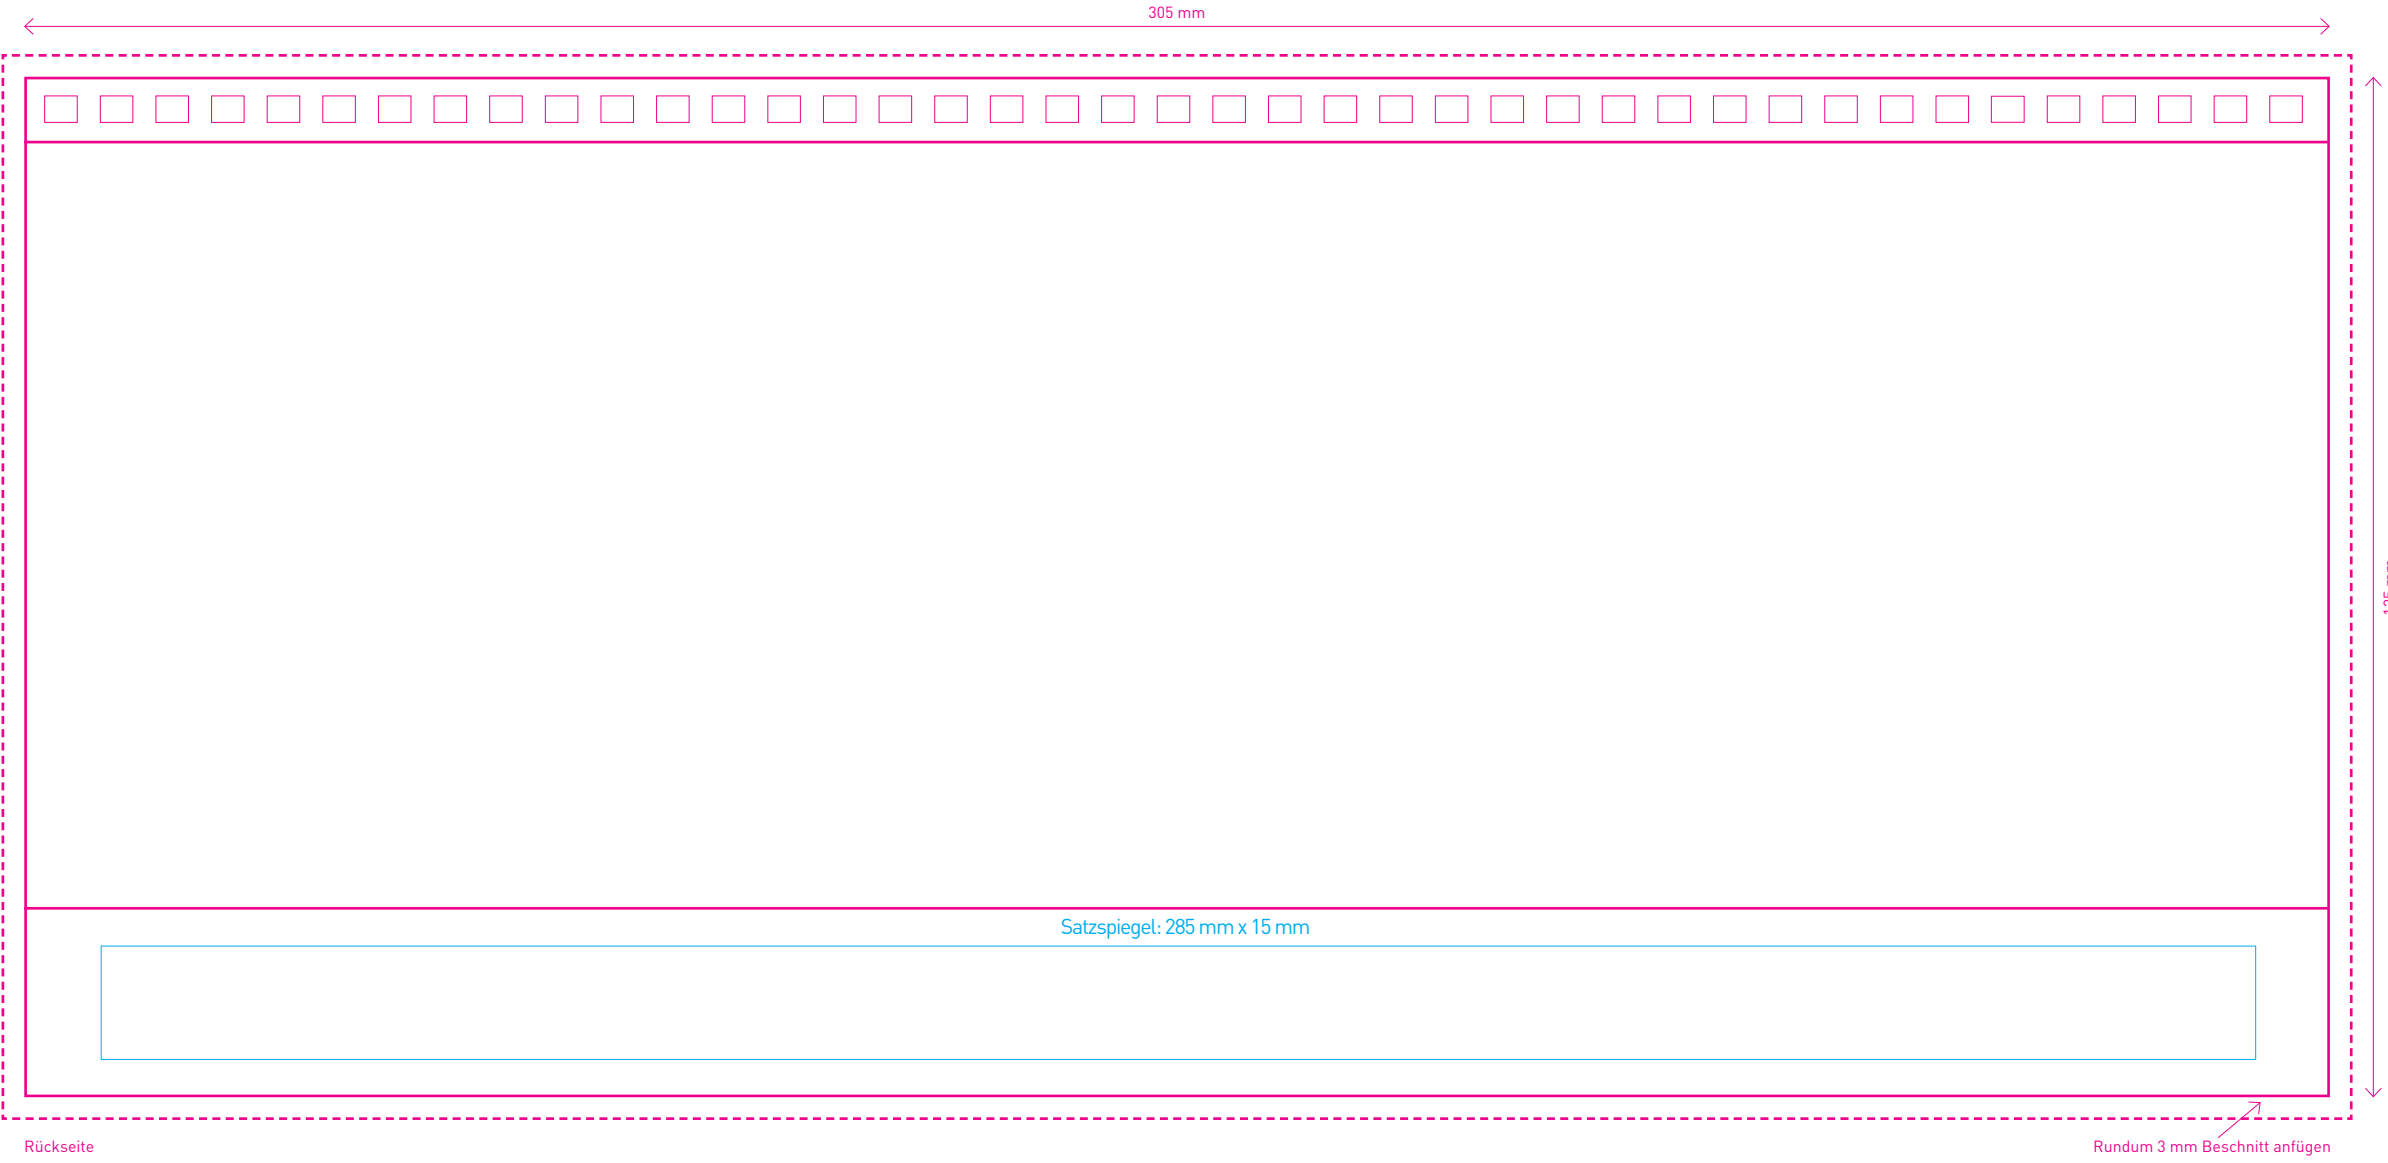 305 mm
Satzspiegel: 285 mm x 15 mm
Rückseite
Rundum 3 mm Beschnitt anfügen